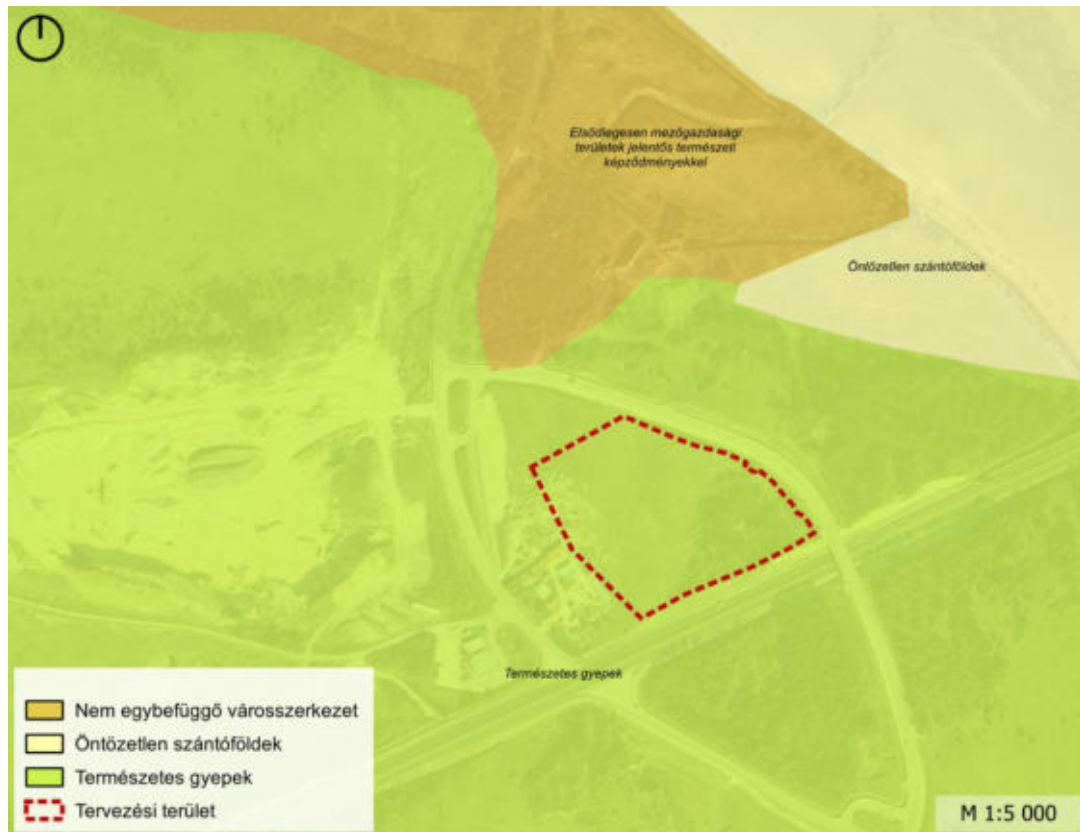 Elsődlegesen mezőgazdasági
területek jelentős természeti
képződményekkel
Öntözetlen szántóföldek
Természetes gyepek
Nem egybefüggő városszerkezet
Öntözetlen szántóföldek
Természetes gyepek
Tervezési terület
M 1:5 000